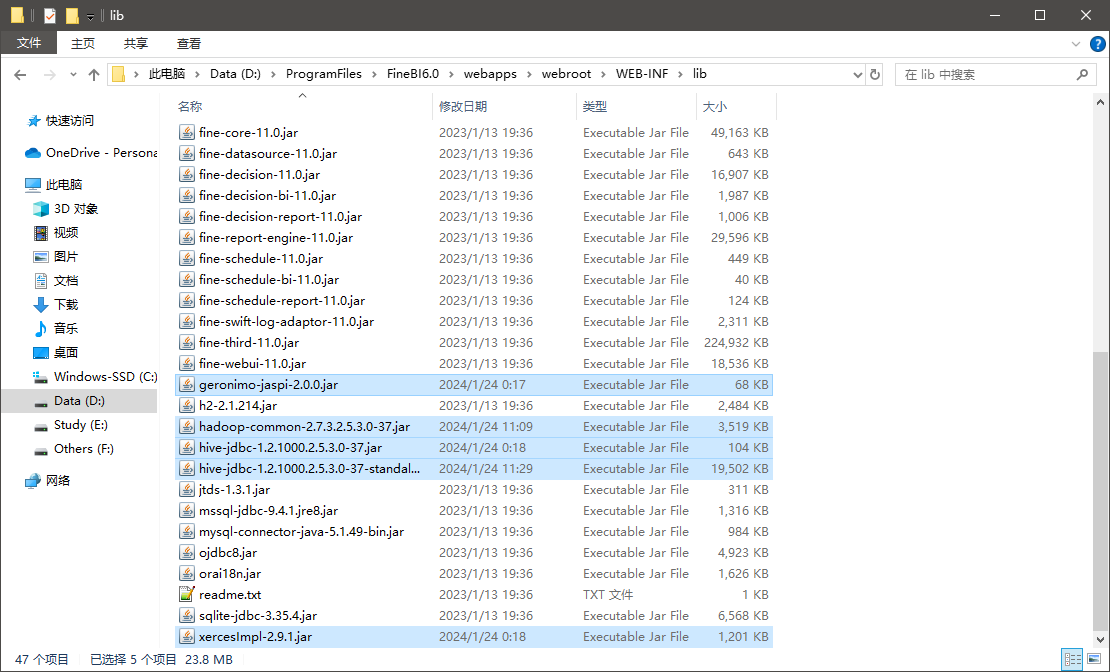 lib
文件 主页 共享 查看
此电脑 Data (D:) ProgramFiles FineBI6.0 webapps webroot WEB-INF lib 在 lib 中搜索
快速访问
OneDrive - Persona
此电脑
3D 对象
视频
图片
文档
下载
音乐
桌面
Windows-SSD (C:)
Data (D:)
Study (E:)
Others (F:)
网络
名称 修改日期 类型 大小
fine-core-11.0.jar 2023/1/13 19:36 Executable Jar File 49,163 KB
fine-datasource-11.0.jar 2023/1/13 19:36 Executable Jar File 643 KB
fine-decision-11.0.jar 2023/1/13 19:36 Executable Jar File 16,907 KB
fine-decision-bi-11.0.jar 2023/1/13 19:36 Executable Jar File 1,987 KB
fine-decision-report-11.0.jar 2023/1/13 19:36 Executable Jar File 1,006 KB
fine-report-engine-11.0.jar 2023/1/13 19:36 Executable Jar File 29,596 KB
fine-schedule-11.0.jar 2023/1/13 19:36 Executable Jar File 449 KB
fine-schedule-bi-11.0.jar 2023/1/13 19:36 Executable Jar File 40 KB
fine-schedule-report-11.0.jar 2023/1/13 19:36 Executable Jar File 124 KB
fine-swift-log-adaptor-11.0.jar 2023/1/13 19:36 Executable Jar File 2,311 KB
fine-third-11.0.jar 2023/1/13 19:36 Executable Jar File 224,932 KB
fine-webui-11.0.jar 2023/1/13 19:36 Executable Jar File 18,536 KB
geronimo-jaspi-2.0.0.jar 2024/1/24 0:17 Executable Jar File 68 KB
h2-2.1.214.jar 2023/1/13 19:36 Executable Jar File 2,484 KB
hadoop-common-2.7.3.2.5.3.0-37.jar 2024/1/24 11:09 Executable Jar File 3,519 KB
hive-jdbc-1.2.1000.2.5.3.0-37.jar 2024/1/24 0:18 Executable Jar File 104 KB
hive-jdbc-1.2.1000.2.5.3.0-37-standal... 2024/1/24 11:29 Executable Jar File 19,502 KB
jtds-1.3.1.jar 2023/1/13 19:36 Executable Jar File 311 KB
mssql-jdbc-9.4.1.jre8.jar 2023/1/13 19:36 Executable Jar File 1,316 KB
mysql-connector-java-5.1.49-bin.jar 2023/1/13 19:36 Executable Jar File 984 KB
ojdbc8.jar 2023/1/13 19:36 Executable Jar File 4,923 KB
orai18n.jar 2023/1/13 19:36 Executable Jar File 1,626 KB
readme.txt 2023/1/13 19:36 TXT 文件 1 KB
sqlite-jdbc-3.35.4.jar 2023/1/13 19:36 Executable Jar File 6,568 KB
xercesImpl-2.9.1.jar 2024/1/24 0:18 Executable Jar File 1,201 KB
47 个项目 已选择 5 个项目 23.8 MB